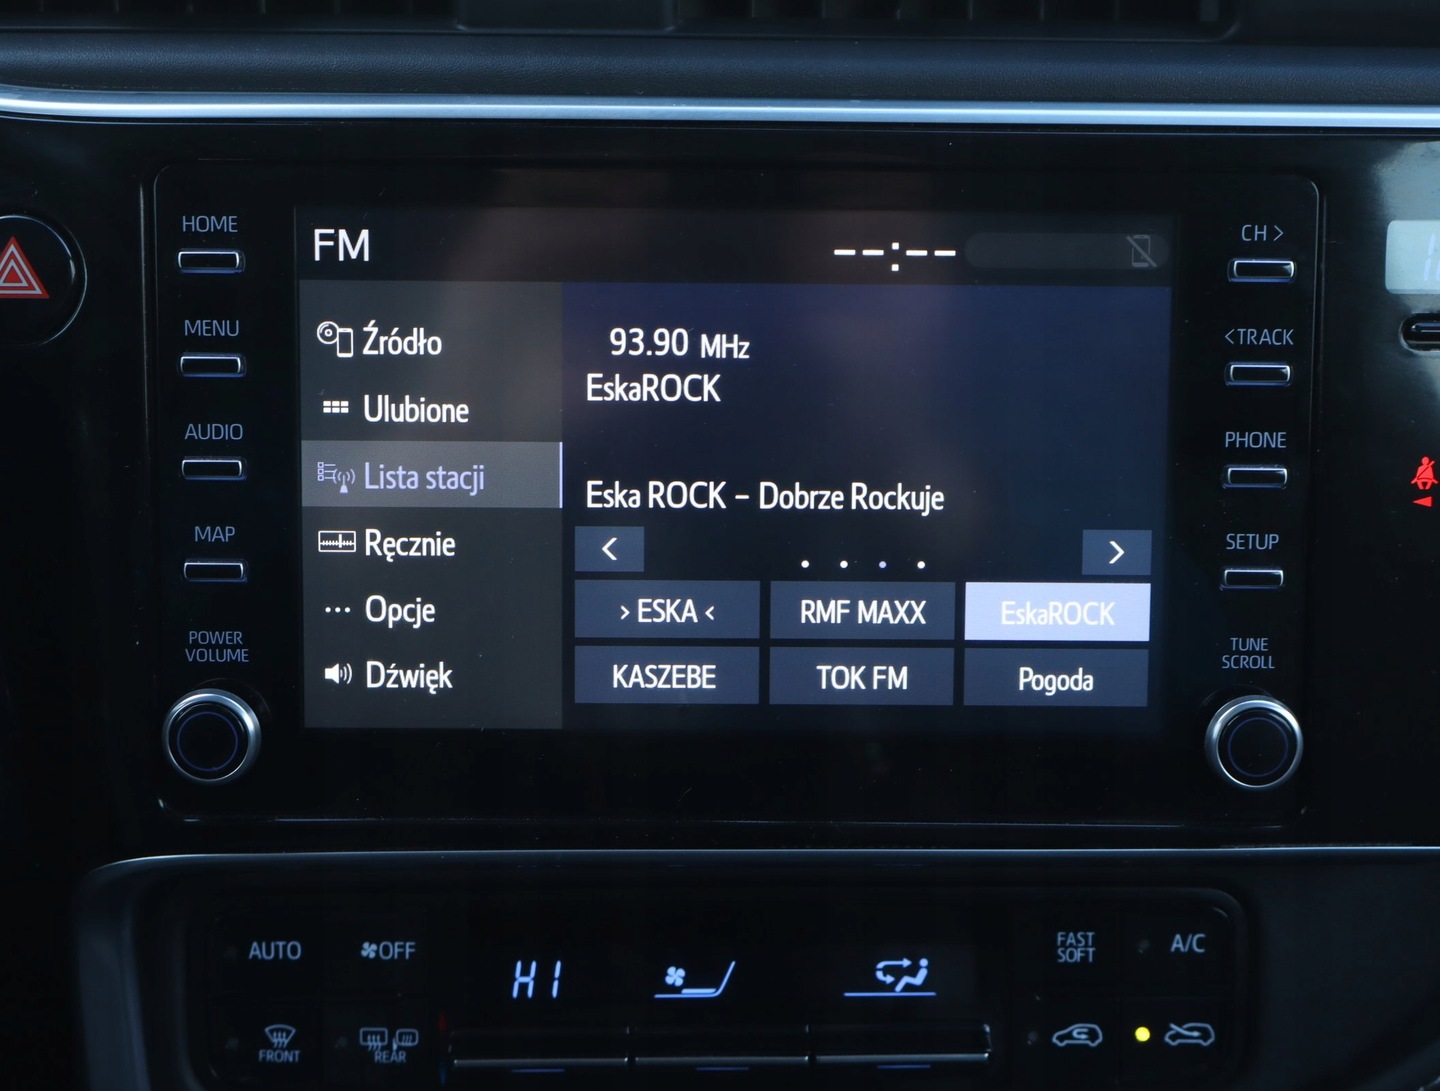 HOME
MENU
AUDIO
MAP
POWER
VOLUME
FM
--:--
Źródło
Ulubione
Lista stacji
Ręcznie
Opcje
Dźwięk
93.90 MHz
EskaROCK
Eska ROCK – Dobrze Rockuje
< >
> ESKA < RMF MAXX EskaROCK
KASZEBE TOK FM Pogoda
CH >
<TRACK
PHONE
SETUP
TUNE
SCROLL
AUTO OFF HI FAST
SOFT A/C
FRONT REAR